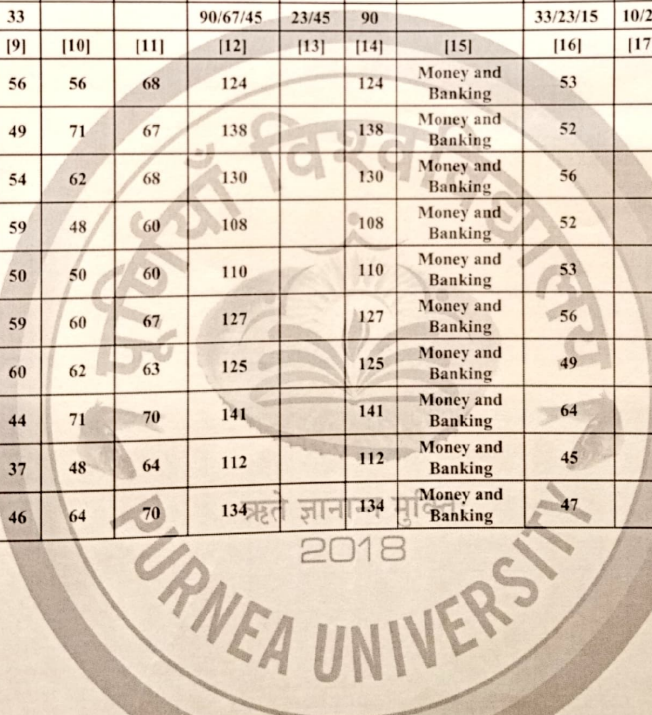 33 90/67/45 23/45 90 33/23/15 10/2
[9] [10] [11] [12] [13] [14] [15] [16] [17
56 56 68 124 124 Money and Banking 53
49 71 67 138 138 Money and Banking 52
54 62 68 130 130 Money and Banking 56
59 48 60 108 108 Money and Banking 52
50 50 60 110 110 Money and Banking 53
59 60 67 127 127 Money and Banking 56
60 62 63 125 125 Money and Banking 49
44 71 70 141 141 Money and Banking 64
37 48 64 112 112 Money and Banking 45
46 64 70 134 134 Money and Banking 47
पूर्णियाँ विश्वविद्यालय
ऋते ज्ञानान्न मुक्तिः
2018
PURNEA UNIVERSITY